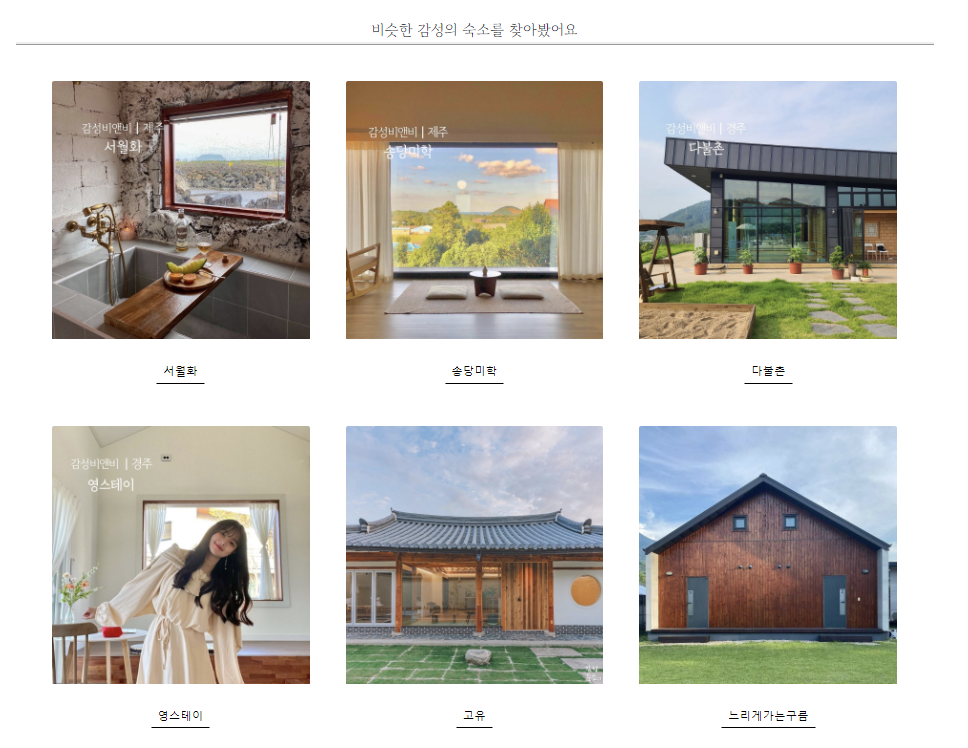 비슷한 감성의 숙소를 찾아봤어요
감성비앤비 | 제주
서월화
감성비앤비 | 제주
송당미학
감성비앤비 | 경주
다불촌
서월화
송당미학
다불촌
감성비앤비 | 경주
영스테이
영스테이
고유
느리게가는구름